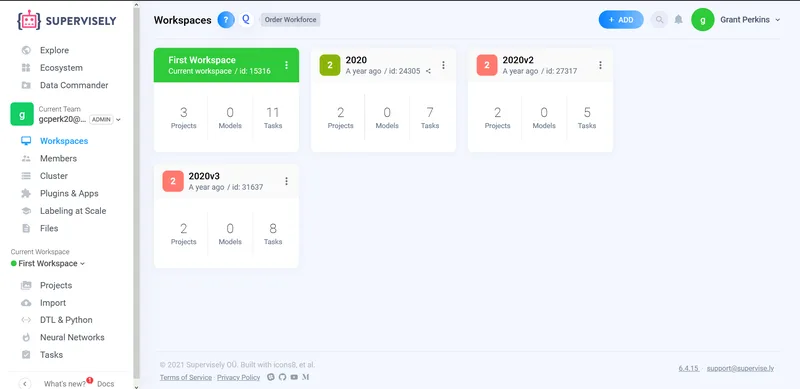 SUPERVISELY
Explore
Ecosystem
Data Commander
g
Current Team
gcperk20@... ADMIN
Workspaces
Members
Cluster
Plugins & Apps
Labeling at Scale
Files
Current Workspace
First Workspace
Projects
Import
DTL & Python
Neural Networks
Tasks
What's new? 1 Docs
Workspaces ? Q Order Workforce
+ ADD
g Grant Perkins
First Workspace
Current workspace / id: 15316
3 0 11
Projects Models Tasks
2 2020
A year ago / id: 24305
2 0 7
Projects Models Tasks
2 2020v2
A year ago / id: 27317
2 0 5
Projects Models Tasks
2 2020v3
A year ago / id: 31637
2 0 8
Projects Models Tasks
© 2021 Supervisely OÜ. Built with icons8, et al.
Terms of Service · Privacy Policy
6.4.15 support@supervise.ly